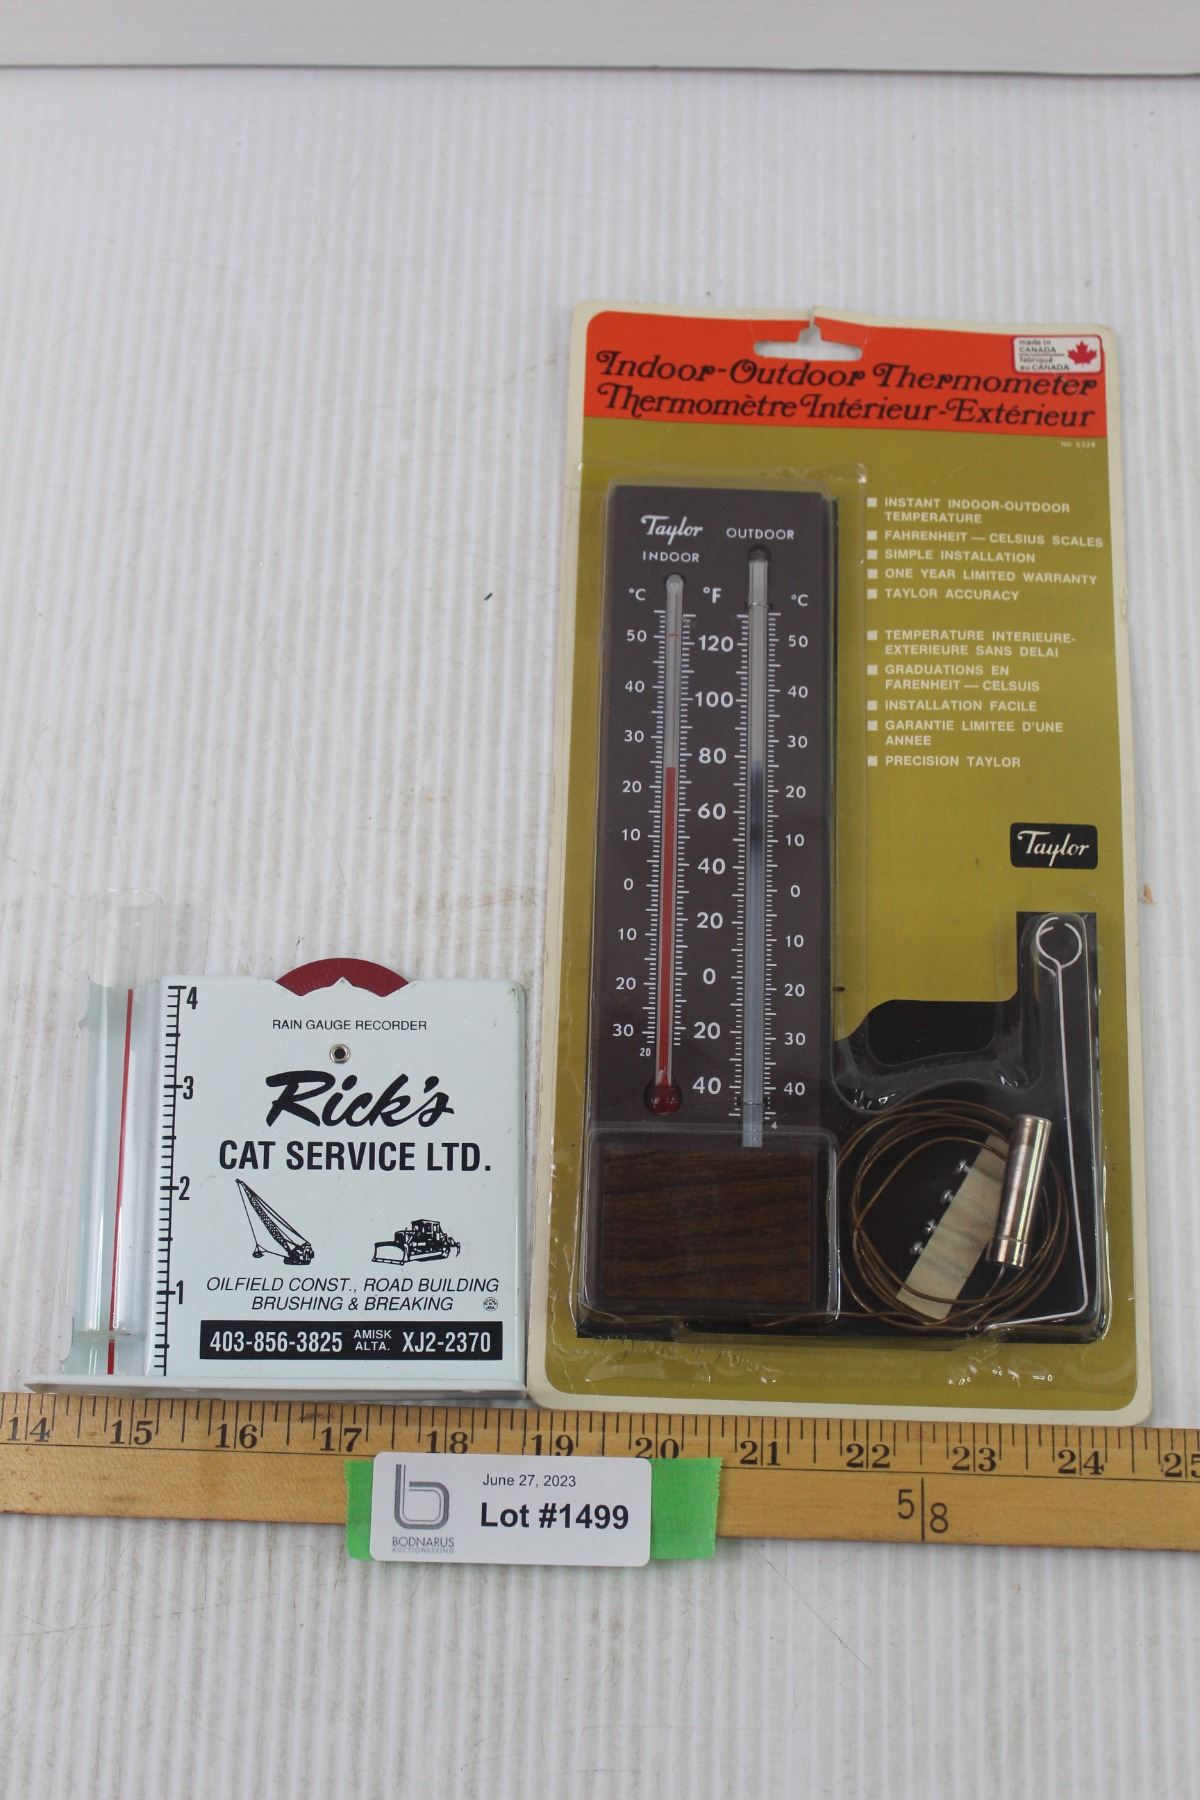 made in
CANADA
fabriqué
au CANADA
Indoor-Outdoor Thermometer
Thermomètre Intérieur-Extérieur
NO 5328
INSTANT INDOOR-OUTDOOR
TEMPERATURE
FAHRENHEIT — CELSIUS SCALES
SIMPLE INSTALLATION
ONE YEAR LIMITED WARRANTY
TAYLOR ACCURACY
TEMPERATURE INTERIEURE-
EXTERIEURE SANS DELAI
GRADUATIONS EN
FARENHEIT — CELSUIS
INSTALLATION FACILE
GARANTIE LIMITEE D'UNE
ANNEE
PRECISION TAYLOR
Taylor
Taylor
OUTDOOR
INDOOR
°C °F °C
50 120 50
40 100 40
30 80 30
20 60 20
10 40 10
0 20 0
10 0 10
20 20 20
30 40 30
20 40
4
4
3
2
1
RAIN GAUGE RECORDER
Rick's
CAT SERVICE LTD.
OILFIELD CONST., ROAD BUILDING
BRUSHING & BREAKING
403-856-3825 AMISK ALTA. XJ2-2370
14 15 16 17 18 19 20 21 22 23 24 25
5 8
June 27, 2023
Lot #1499
b
BODNARUS
AUCTIONEERING